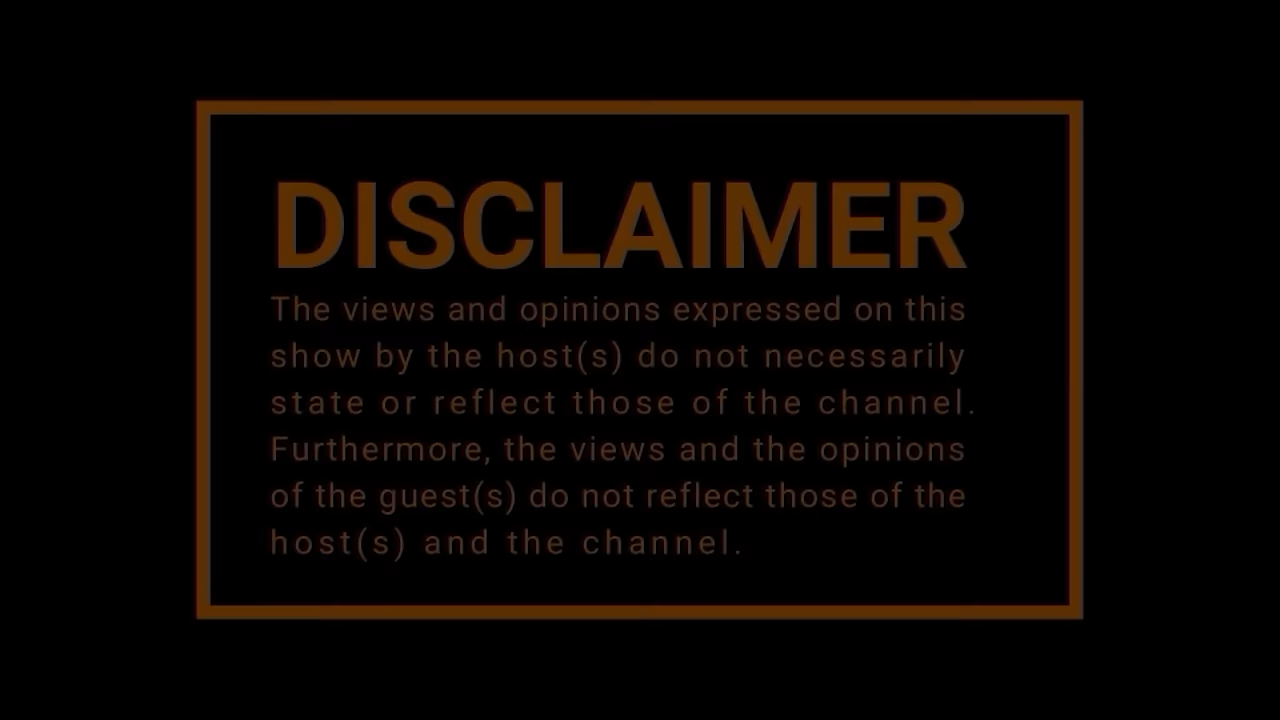 DISCLAIMER
The views and opinions expressed on this
show by the host(s) do not necessarily
state or reflect those of the channel.
Furthermore, the views and the opinions
of the guest(s) do not reflect those of the
host(s) and the channel.